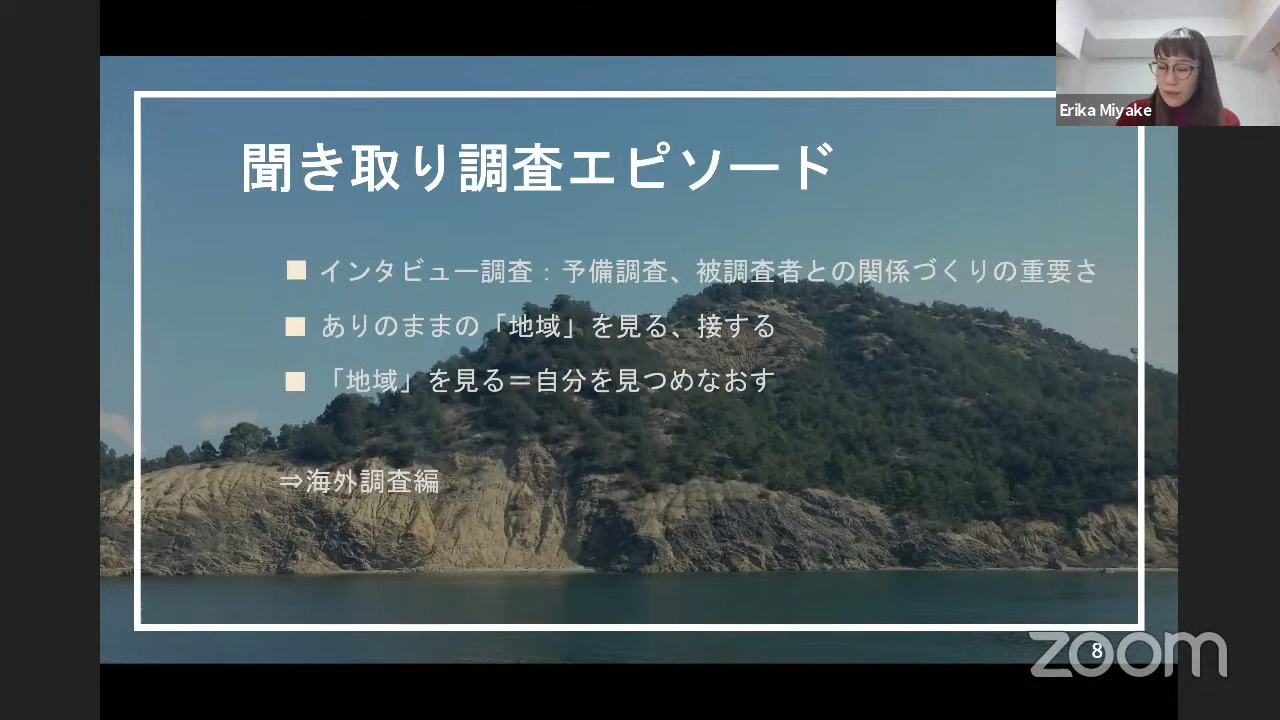 Erika Miyake
聞き取り調査エピソード
インタビュー調査：予備調査、被調査者との関係づくりの重要さ
ありのままの「地域」を見る、接する
「地域」を見る＝自分を見つめなおす
⇒海外調査編
8
zoom